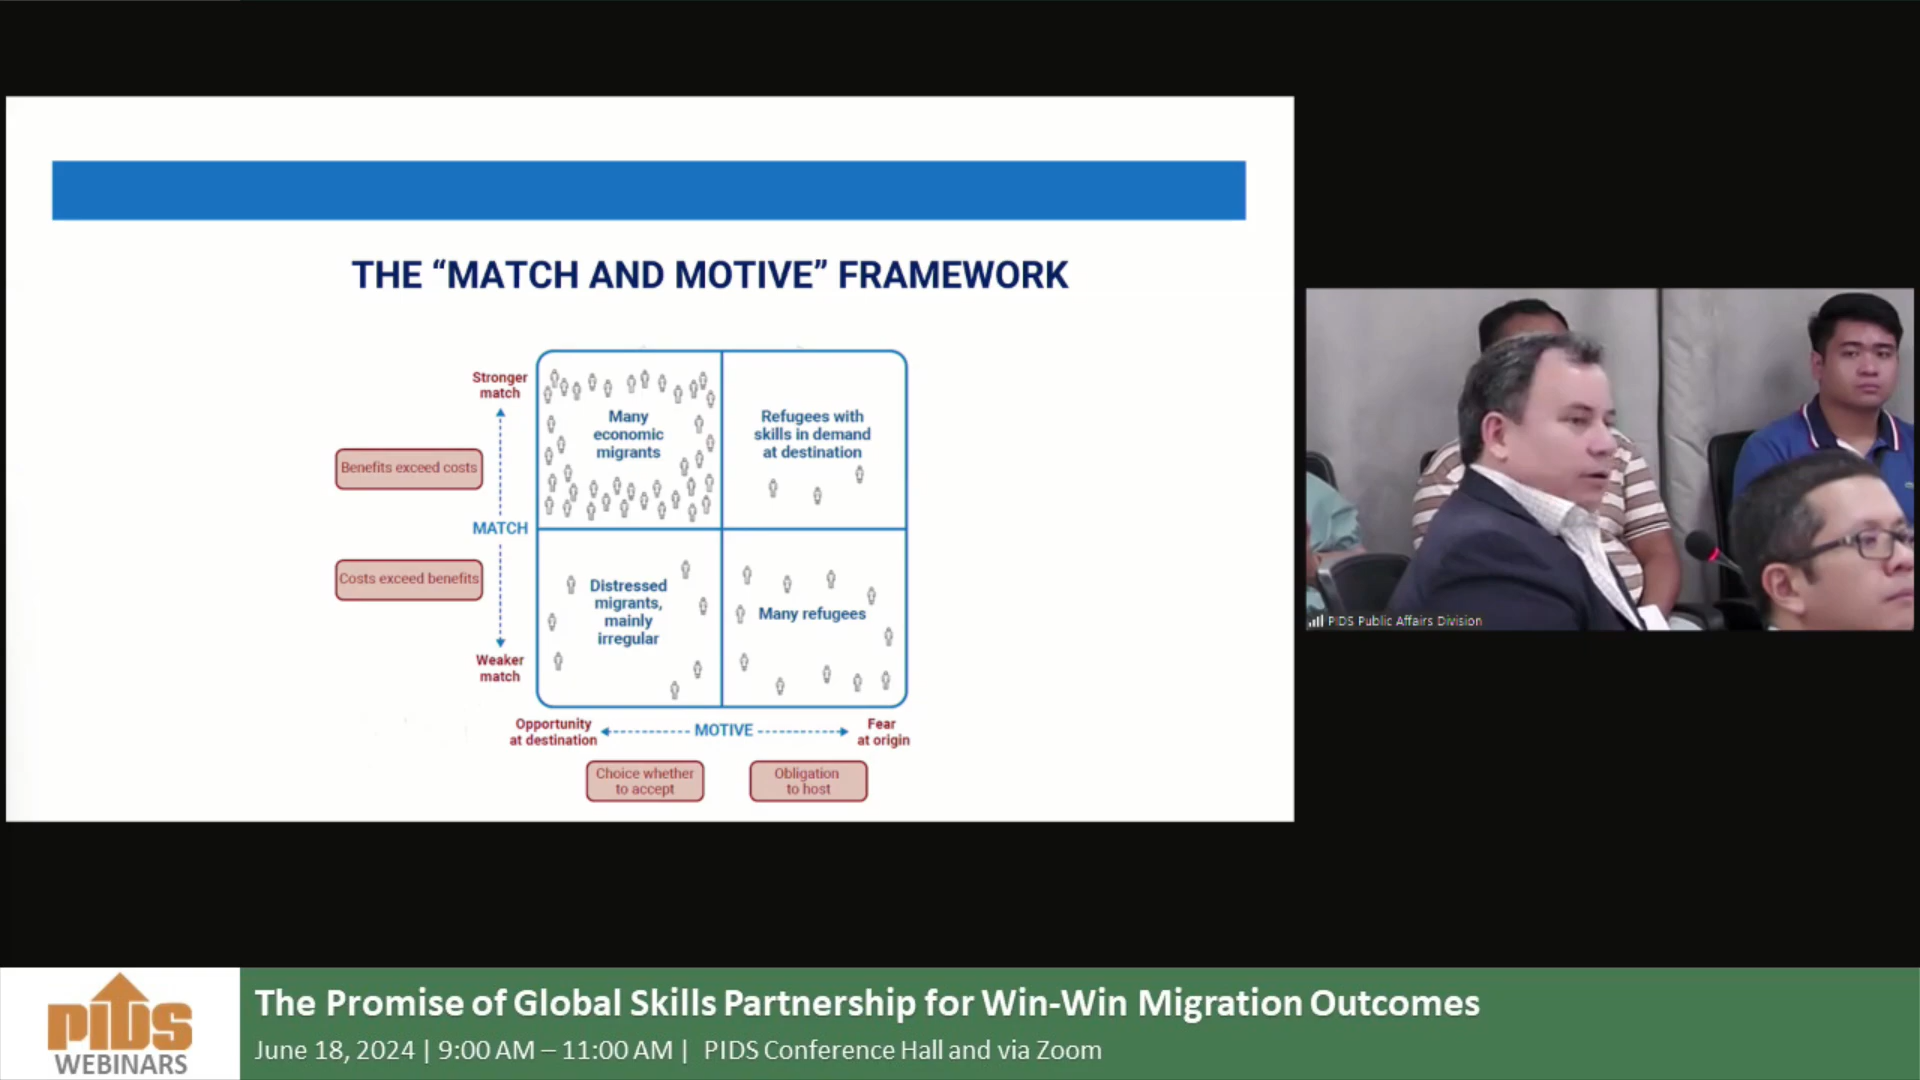 THE “MATCH AND MOTIVE” FRAMEWORK
Stronger
match
Benefits exceed costs
MATCH
Costs exceed benefits
Weaker
match
Many
economic
migrants
Refugees with
skills in demand
at destination
Distressed
migrants,
mainly
irregular
Many refugees
Opportunity
at destination
MOTIVE
Fear
at origin
Choice whether
to accept
Obligation
to host
PIDS Public Affairs Division
PIDS
WEBINARS
The Promise of Global Skills Partnership for Win-Win Migration Outcomes
June 18, 2024 | 9:00 AM – 11:00 AM | PIDS Conference Hall and via Zoom